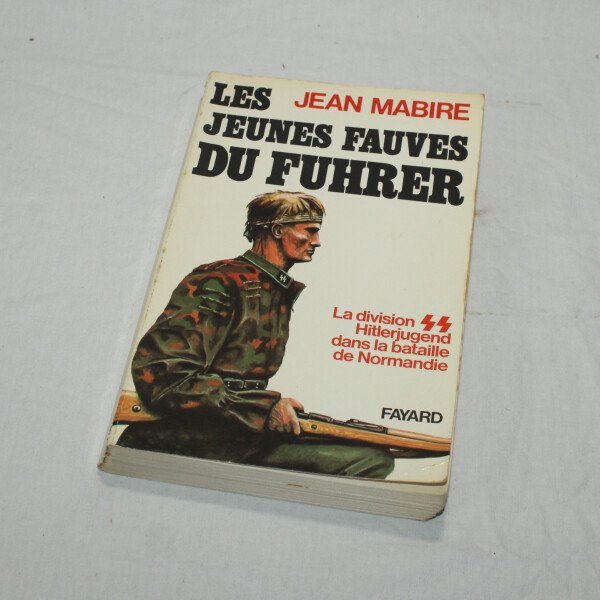 LES JEAN MABIRE
JEUNES FAUVES
DU FUHRER
La division SS
Hitlerjugend
dans la bataille
de Normandie
FAYARD